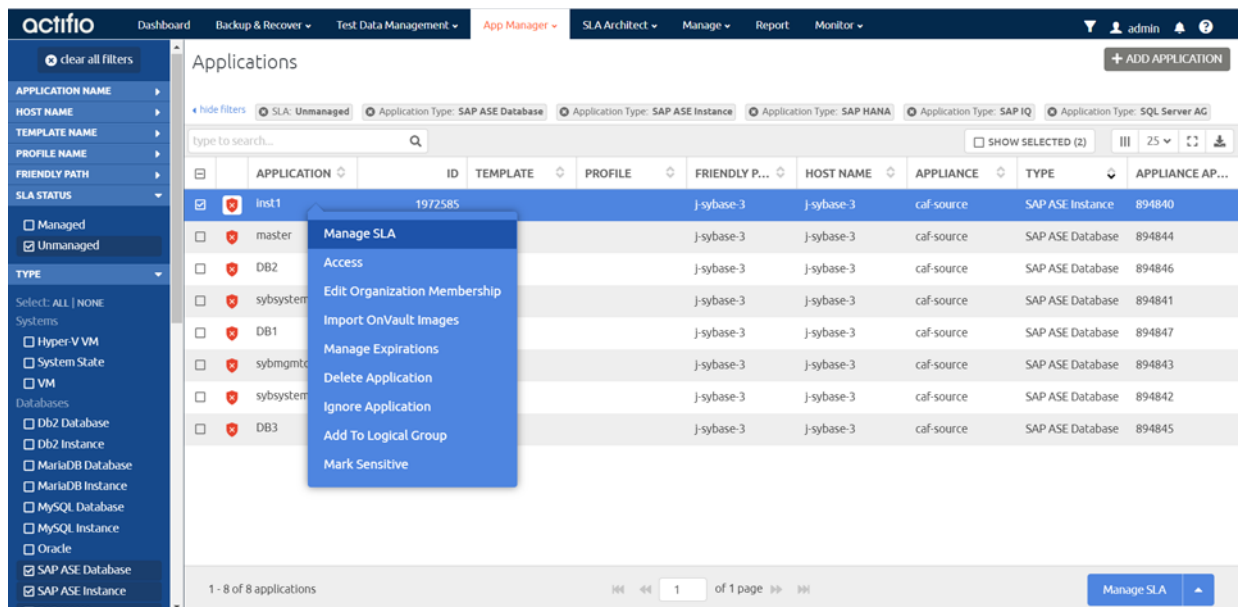 actifio Dashboard Backup & Recover Test Data Management App Manager SLA Architect Manage Report Monitor admin
clear all filters
APPLICATION NAME
HOST NAME
TEMPLATE NAME
PROFILE NAME
FRIENDLY PATH
SLA STATUS
Managed
Unmanaged
TYPE
Select: ALL | NONE
Systems
Hyper-V VM
System State
VM
Databases
Db2 Database
Db2 Instance
MariaDB Database
MariaDB Instance
MySQL Database
MySQL Instance
Oracle
SAP ASE Database
SAP ASE Instance
Applications
+ ADD APPLICATION
hide filters SLA: Unmanaged Application Type: SAP ASE Database Application Type: SAP ASE Instance Application Type: SAP HANA Application Type: SAP IQ Application Type: SQL Server AG
type to search... SHOW SELECTED (2) 25
APPLICATION ID TEMPLATE PROFILE FRIENDLY P... HOST NAME APPLIANCE TYPE APPLIANCE AP...
inst1 1972585 j-sybase-3 j-sybase-3 caf-source SAP ASE Instance 894840
master j-sybase-3 j-sybase-3 caf-source SAP ASE Database 894844
DB2 j-sybase-3 j-sybase-3 caf-source SAP ASE Database 894846
sybsystem j-sybase-3 j-sybase-3 caf-source SAP ASE Database 894841
DB1 j-sybase-3 j-sybase-3 caf-source SAP ASE Database 894847
sybmgmtd j-sybase-3 j-sybase-3 caf-source SAP ASE Database 894843
sybsystem j-sybase-3 j-sybase-3 caf-source SAP ASE Database 894842
DB3 j-sybase-3 j-sybase-3 caf-source SAP ASE Database 894845
Manage SLA
Access
Edit Organization Membership
Import OnVault Images
Manage Expirations
Delete Application
Ignore Application
Add To Logical Group
Mark Sensitive
1 - 8 of 8 applications 1 of 1 page Manage SLA